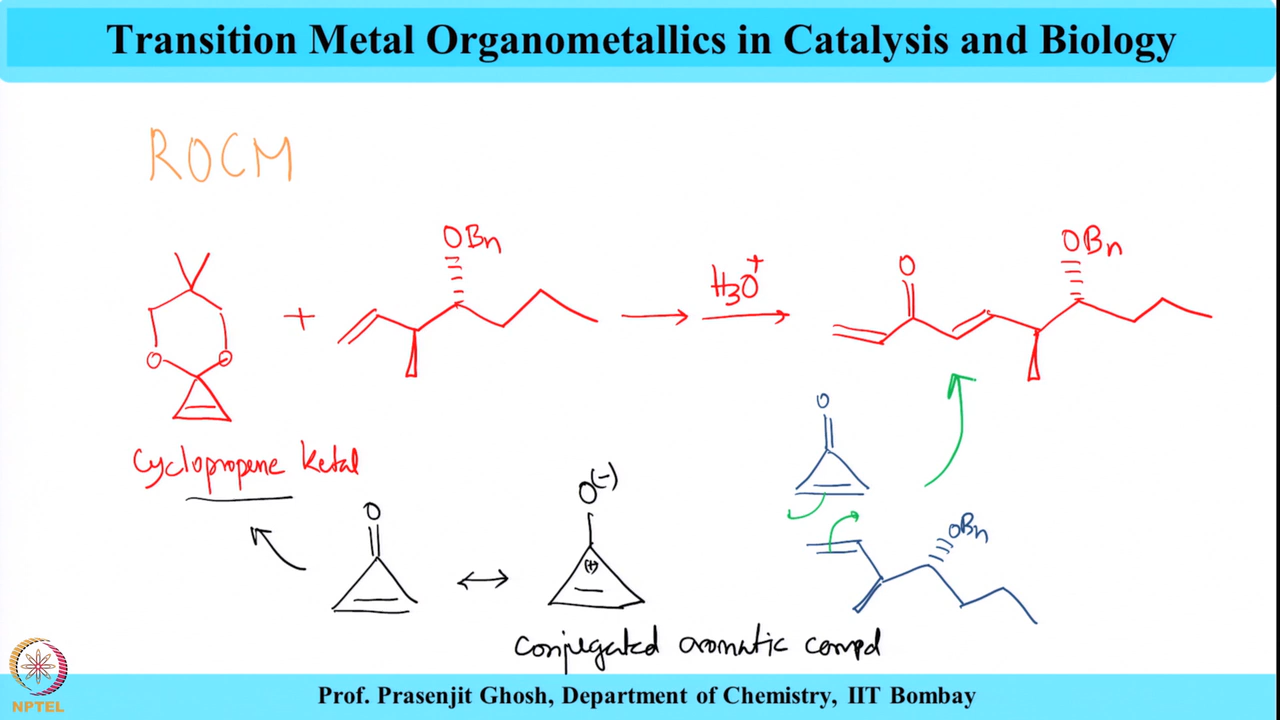 Transition Metal Organometallics in Catalysis and Biology
ROCM
OBn
O
O
+
H3O+
O
OBn
Cyclopropene Ketal
O
O(-)
(+)
O
OBn
Conjugated aromatic compd
NPTEL
Prof. Prasenjit Ghosh, Department of Chemistry, IIT Bombay